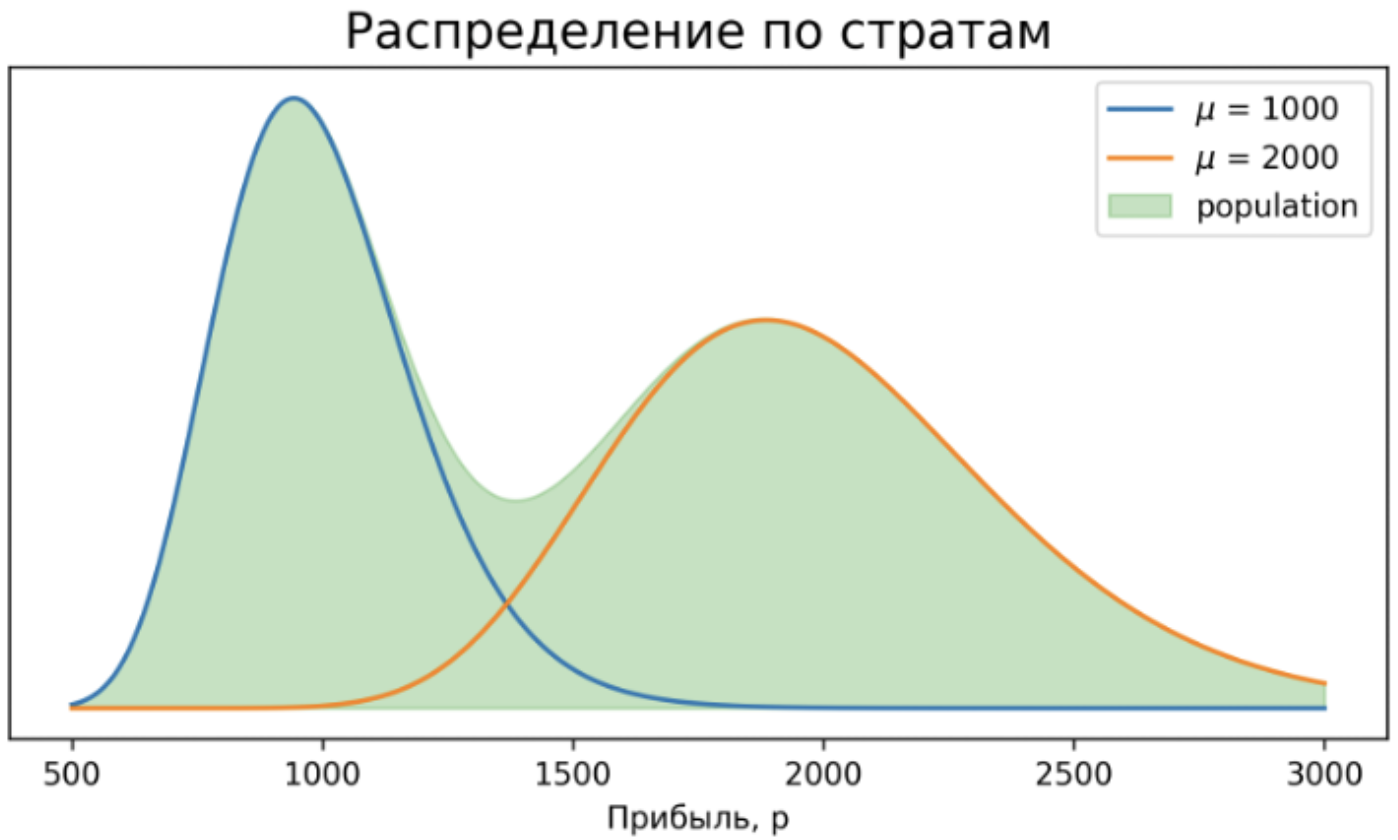 Распределение по стратам
μ = 1000
μ = 2000
population
500 1000 1500 2000 2500 3000
Прибыль, р